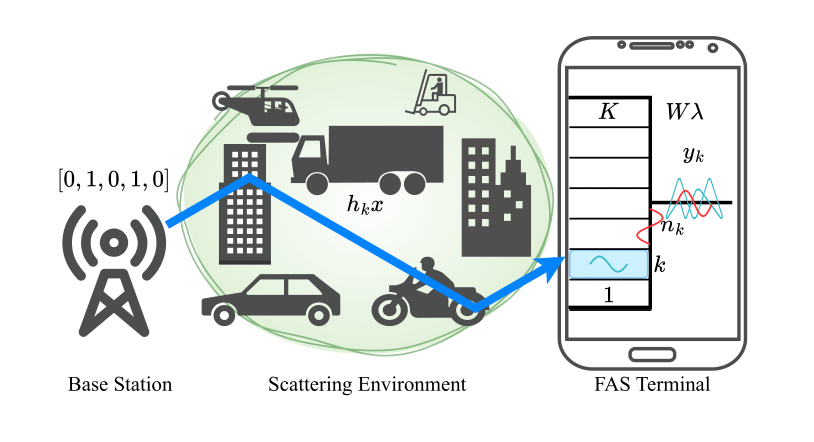 [0, 1, 0, 1, 0]
h_k x
K
Wλ
y_k
n_k
k
1
Base Station
Scattering Environment
FAS Terminal